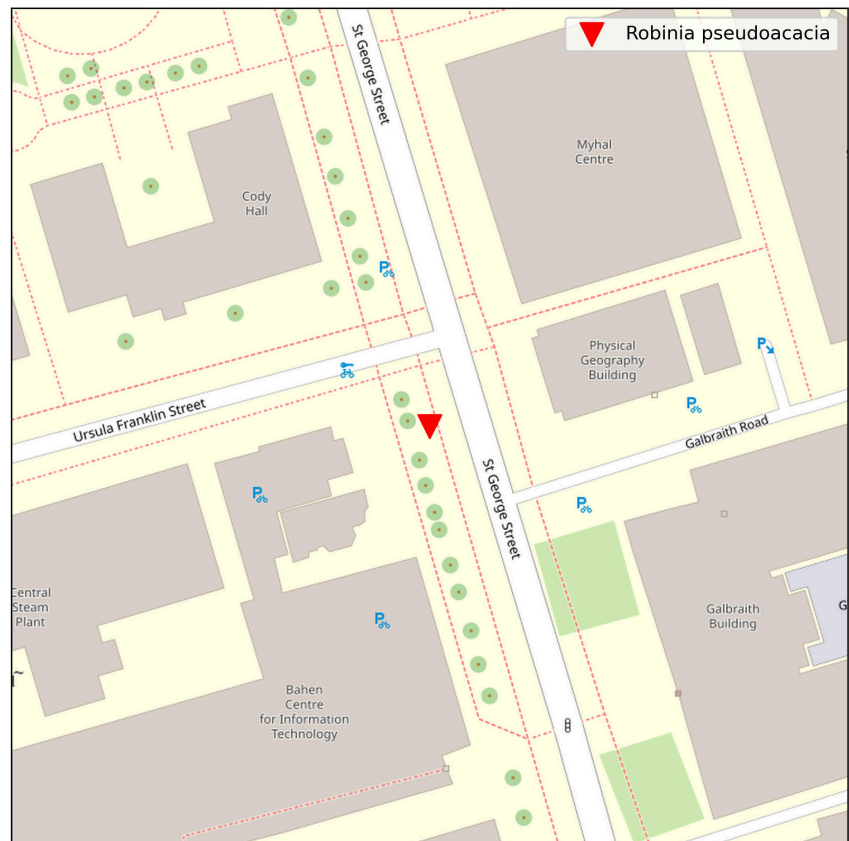 Robinia pseudoacacia
St George Street
Myhal
Centre
Cody
Hall
Physical
Geography
Building
Ursula Franklin Street
Galbraith Road
St George Street
Central
Steam
Plant
Galbraith
Building
G
Bahen
Centre
for Information
Technology